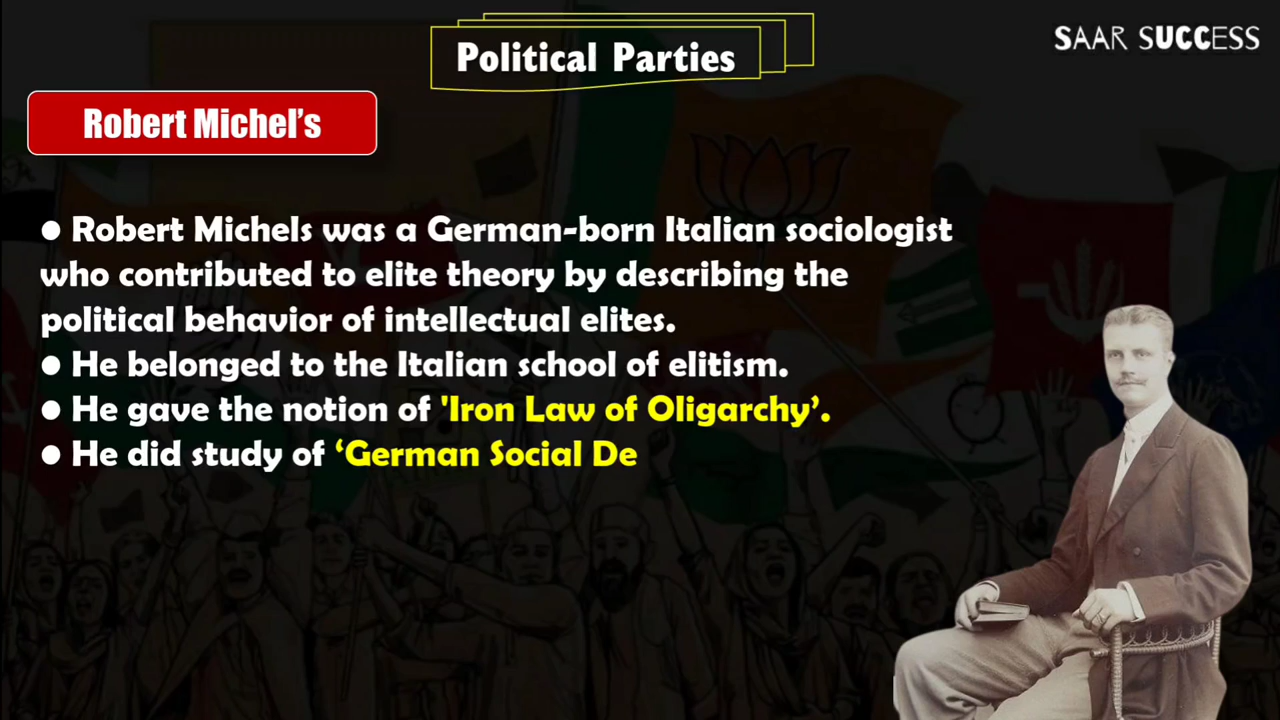 Political Parties
SAAR SUCCESS
Robert Michel’s
● Robert Michels was a German-born Italian sociologist
who contributed to elite theory by describing the
political behavior of intellectual elites.
● He belonged to the Italian school of elitism.
● He gave the notion of 'Iron Law of Oligarchy’.
● He did study of ‘German Social De